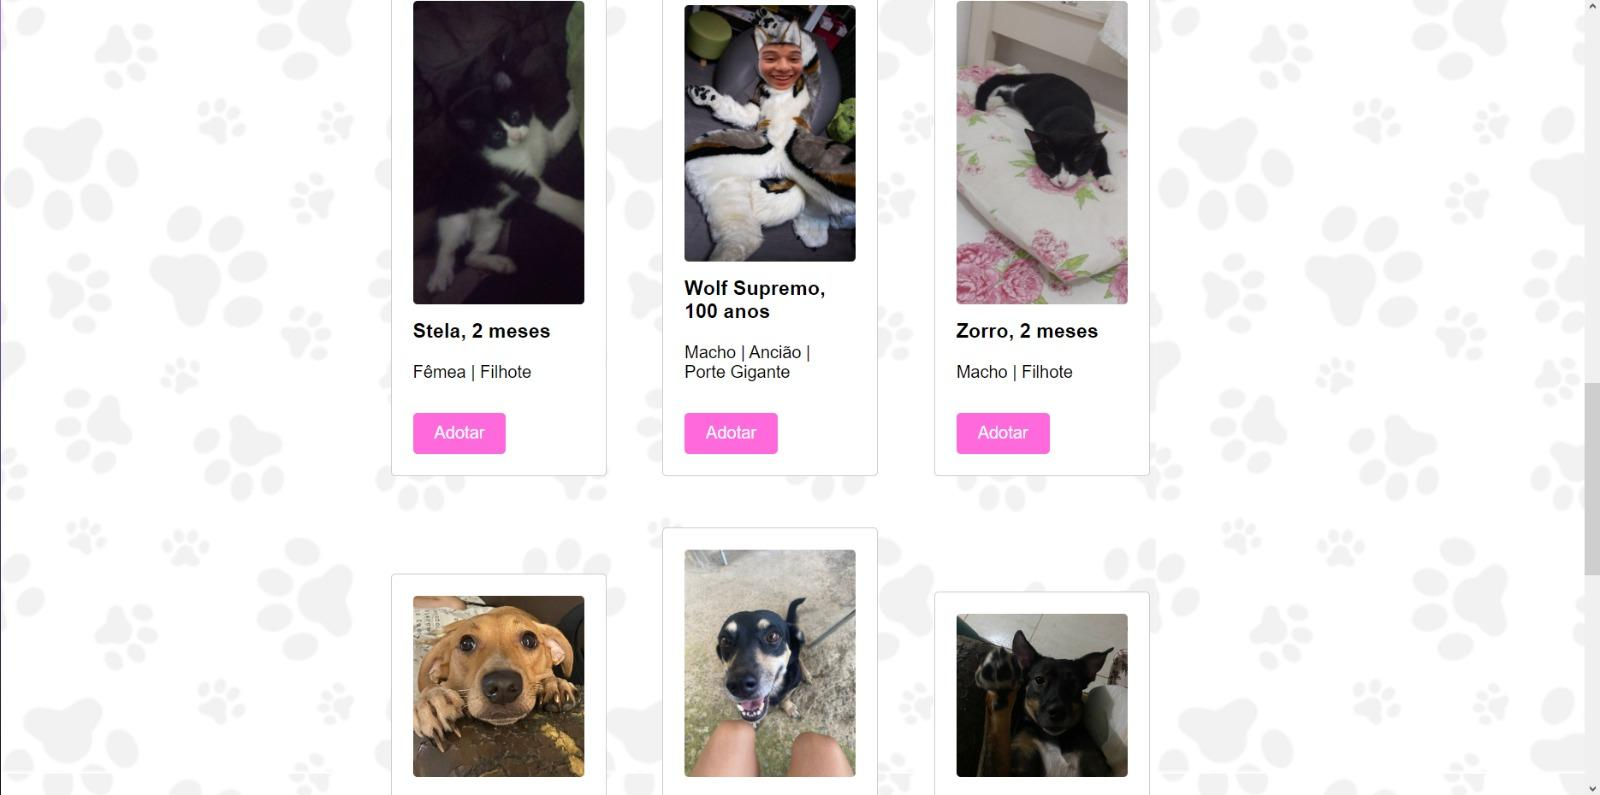 Stela, 2 meses
Fêmea | Filhote
Adotar
Wolf Supremo,
100 anos
Macho | Ancião |
Porte Gigante
Adotar
Zorro, 2 meses
Macho | Filhote
Adotar